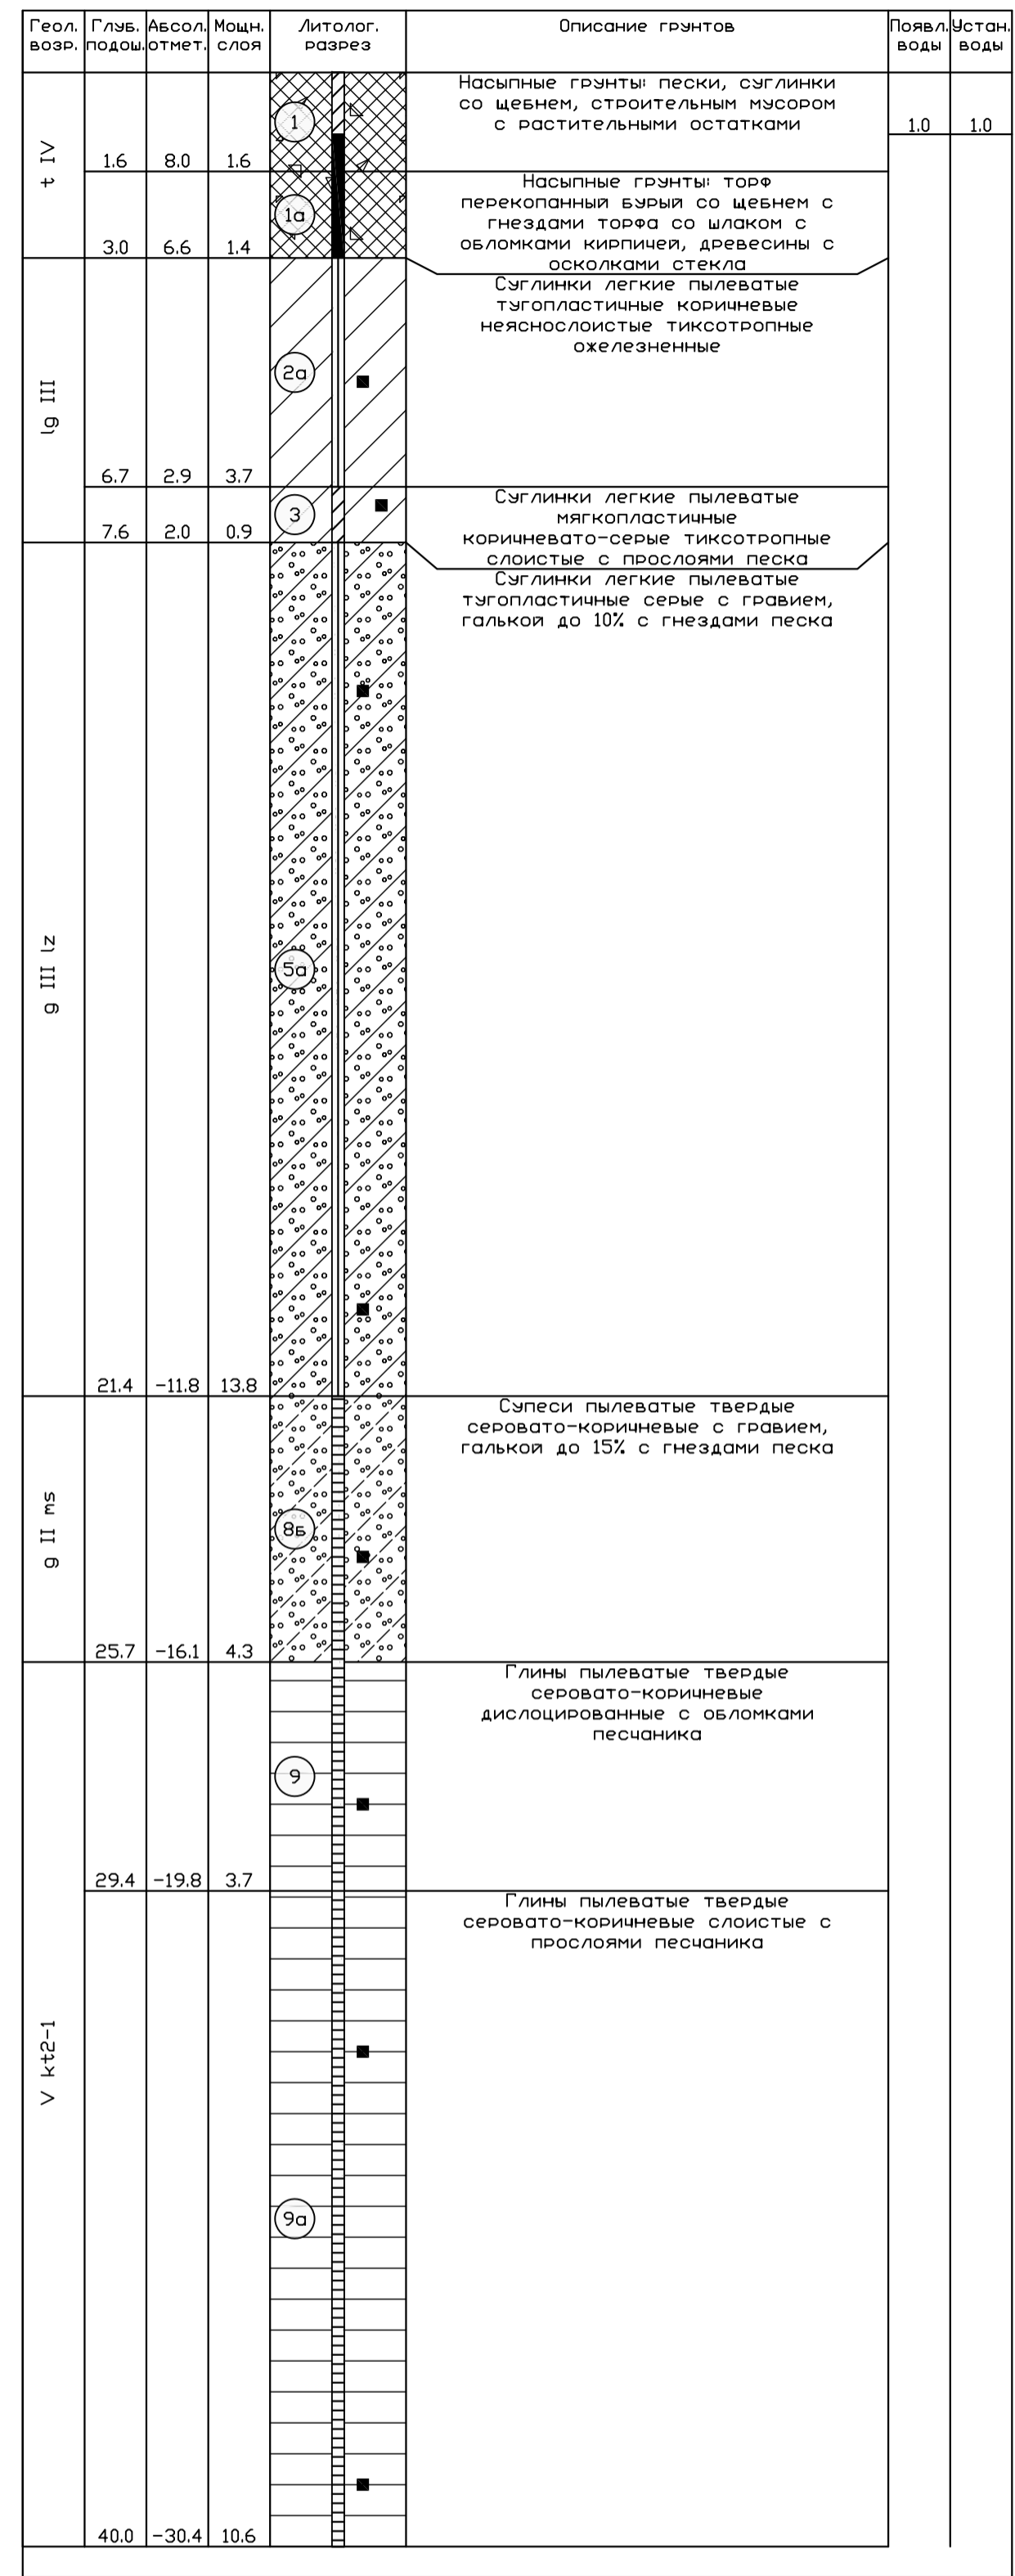 Геол. возр.
Глуб. подош.
Абсол. отмет.
Мощн. слоя
Литолог. разрез
Описание грунтов
Появл. воды
Устан. воды
t IV
1
1.6 8.0 1.6
Насыпные грунты: пески, суглинки
со щебнем, строительным мусором
с растительными остатками
1.0 1.0
1а
3.0 6.6 1.4
Насыпные грунты: торф
перекопанный бурый со щебнем с
гнездами торфа со шлаком с
обломками кирпичей, древесины с
осколками стекла
lg III
2а
6.7 2.9 3.7
Суглинки легкие пылеватые
тугопластичные коричневые
неяснослоистые тиксотропные
ожелезненные
3
7.6 2.0 0.9
Суглинки легкие пылеватые
мягкопластичные
коричневато-серые тиксотропные
слоистые с прослоями песка
g III lz
5а
21.4 -11.8 13.8
Суглинки легкие пылеватые
тугопластичные серые с гравием,
галькой до 10% с гнездами песка
g II ms
8Б
25.7 -16.1 4.3
Супеси пылеватые твердые
серовато-коричневые с гравием,
галькой до 15% с гнездами песка
V kt2-1
9
29.4 -19.8 3.7
Глины пылеватые твердые
серовато-коричневые
дислоцированные с обломками
песчаника
9а
40.0 -30.4 10.6
Глины пылеватые твердые
серовато-коричневые слоистые с
прослоями песчаника